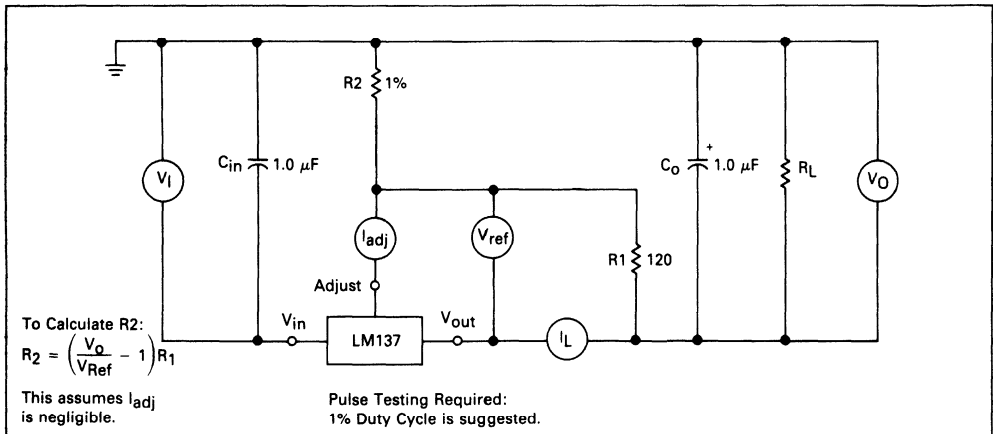 R2
1%
Cin
1.0 μF
+
Co
1.0 μF
RL
VI
VO
Iadj
Vref
R1
120
Adjust
Vin
LM137
Vout
IL
To Calculate R2:
R2 = (Vo/VRef − 1) R1
This assumes Iadj
is negligible.
Pulse Testing Required:
1% Duty Cycle is suggested.